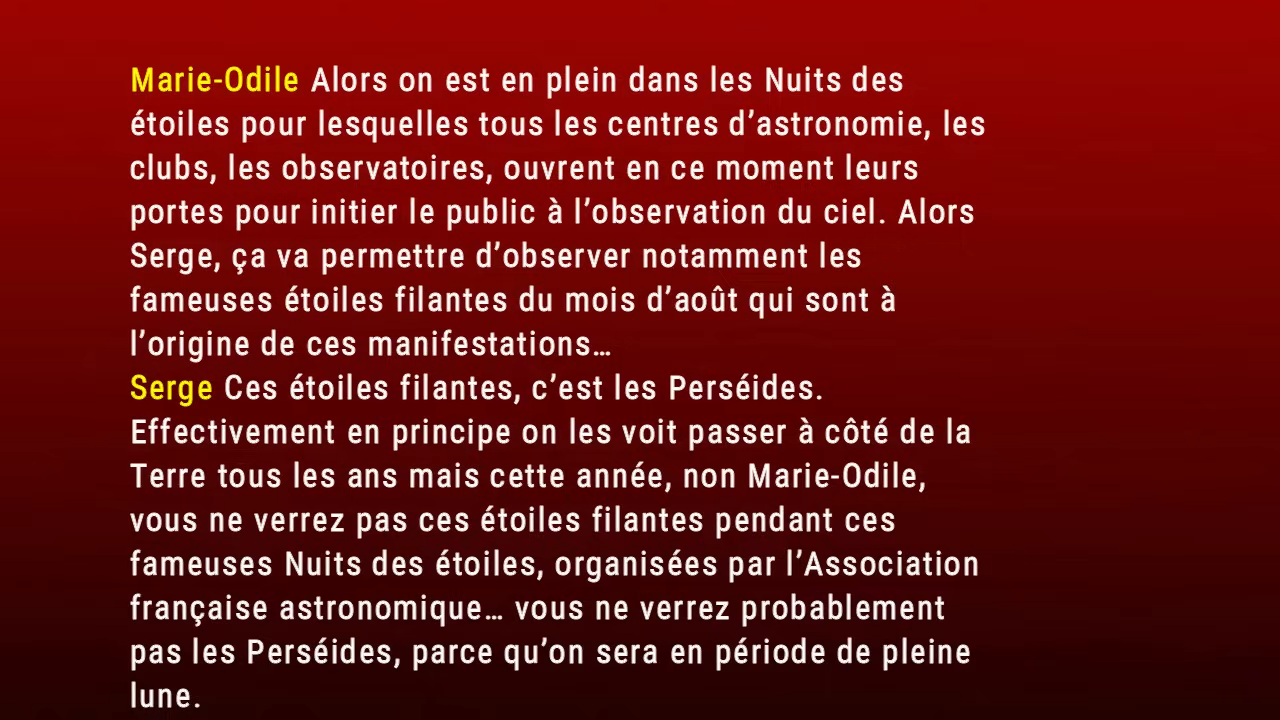 Marie-Odile Alors on est en plein dans les Nuits des
étoiles pour lesquelles tous les centres d’astronomie, les
clubs, les observatoires, ouvrent en ce moment leurs
portes pour initier le public à l’observation du ciel. Alors
Serge, ça va permettre d’observer notamment les
fameuses étoiles filantes du mois d’août qui sont à
l’origine de ces manifestations…
Serge Ces étoiles filantes, c’est les Perséides.
Effectivement en principe on les voit passer à côté de la
Terre tous les ans mais cette année, non Marie-Odile,
vous ne verrez pas ces étoiles filantes pendant ces
fameuses Nuits des étoiles, organisées par l’Association
française astronomique… vous ne verrez probablement
pas les Perséides, parce qu’on sera en période de pleine
lune.